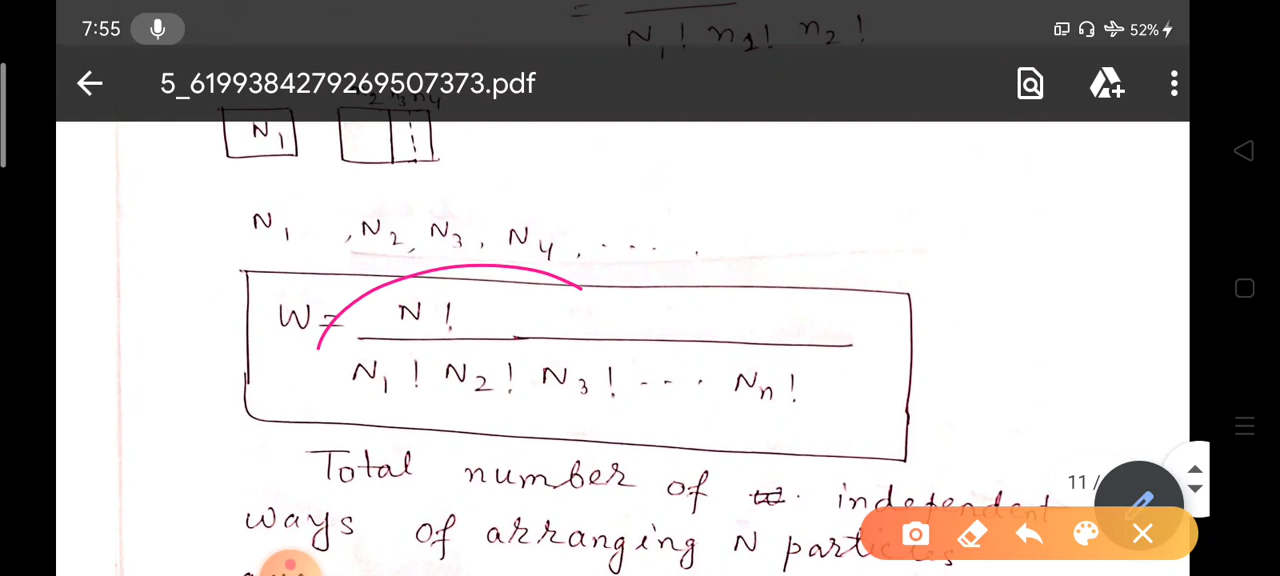 7:55 52%
= N₁! n₁! n₂!
5_6199384279269507373.pdf
N₁
N₁, N₂, N₃, N₄, ....
W = N! / N₁! N₂! N₃! .... Nₙ!
Total number of independent
11 /
ways of arranging N particles